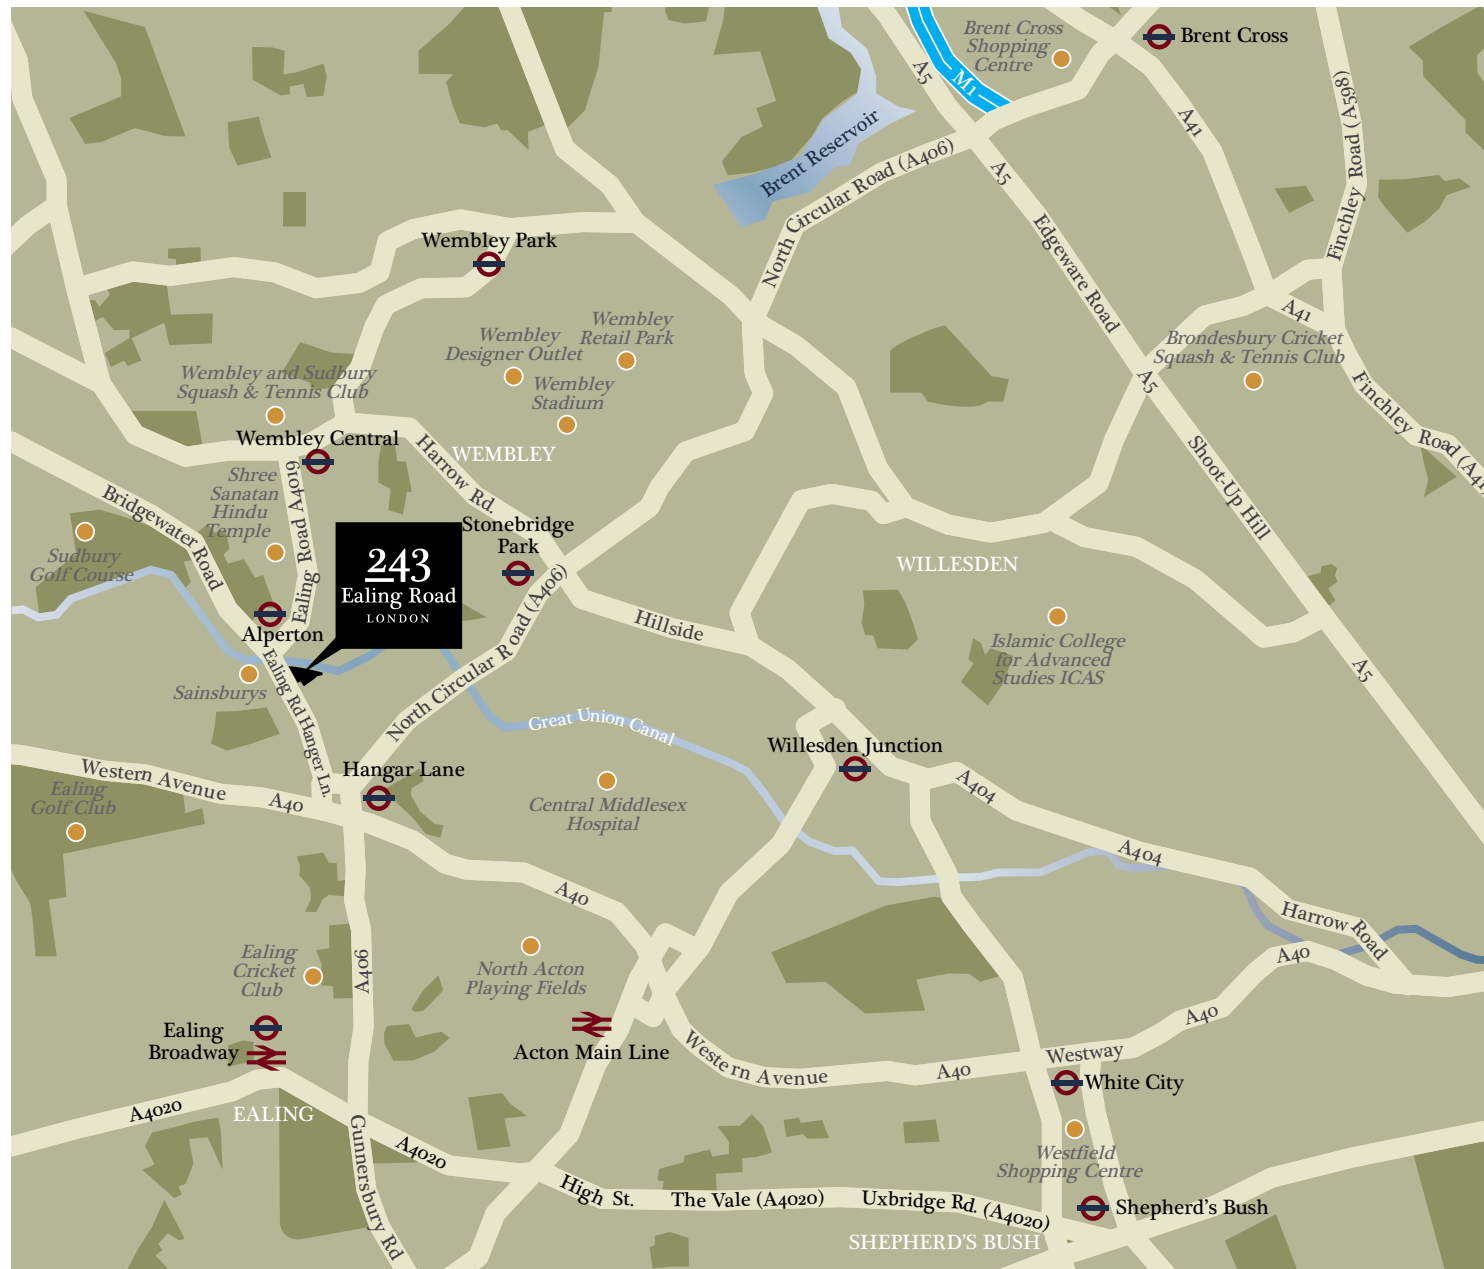 Brent Cross
Shopping
Centre
Brent Cross
A5
M1
A41
Finchley Road (A598)
Brent Reservoir
North Circular Road (A406)
A5
Edgeware Road
Finchley Road
Wembley Park
Wembley
Retail Park
Wembley
Designer Outlet
Wembley
Stadium
A41
Brondesbury Cricket
Squash & Tennis Club
A5
Finchley Road (A41
Wembley and Sudbury
Squash & Tennis Club
Wembley Central
Harrow Rd.
WEMBLEY
Shoot-Up Hill
Shree
Sanatan
Hindu
Temple
Ealing Road A4019
Bridgewater Road
Sudbury
Golf Course
243
Ealing Road
LONDON
Stonebridge
Park
WILLESDEN
Hillside
Alperton
Islamic College
for Advanced
Studies ICAS
A5
Sainsburys
Ealing Rd
Hanger Ln.
North Circular Road (A406)
Great Union Canal
Willesden Junction
Hangar Lane
Western Avenue
A40
Ealing
Golf Club
Central Middlesex
Hospital
A404
A404
A40
Harrow Road
A40
Ealing
Cricket
Club
A406
North Acton
Playing Fields
Ealing
Broadway
Acton Main Line
Western Avenue
A40
Westway
A40
White City
A4020
EALING
Gunnersbury Rd
A4020
Westfield
Shopping Centre
High St.
The Vale (A4020)
Uxbridge Rd. (A4020)
Shepherd's Bush
SHEPHERD'S BUSH